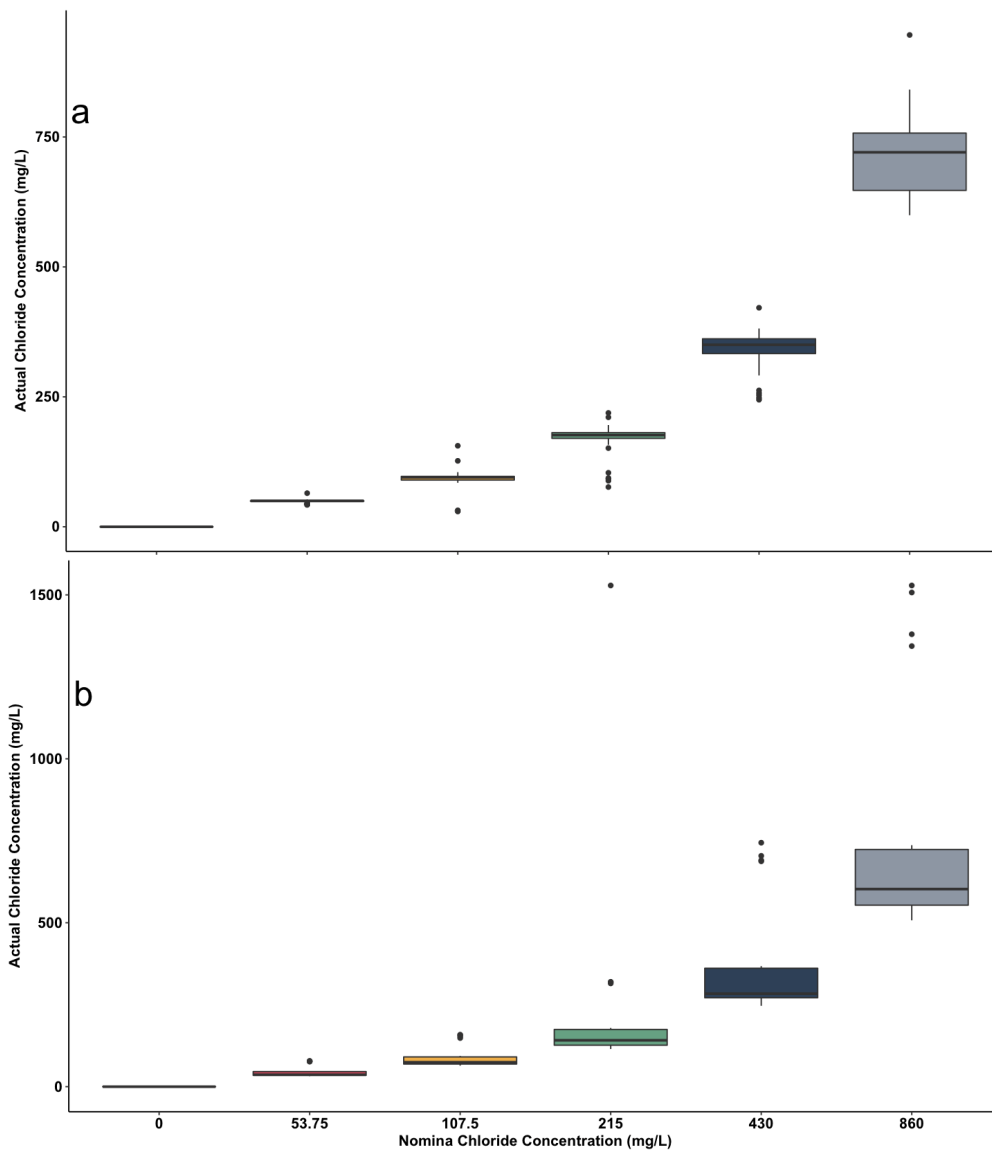 a
Actual Chloride Concentration (mg/L)
750
500
250
0
b
Actual Chloride Concentration (mg/L)
1500
1000
500
0
0 53.75 107.5 215 430 860
Nomina Chloride Concentration (mg/L)